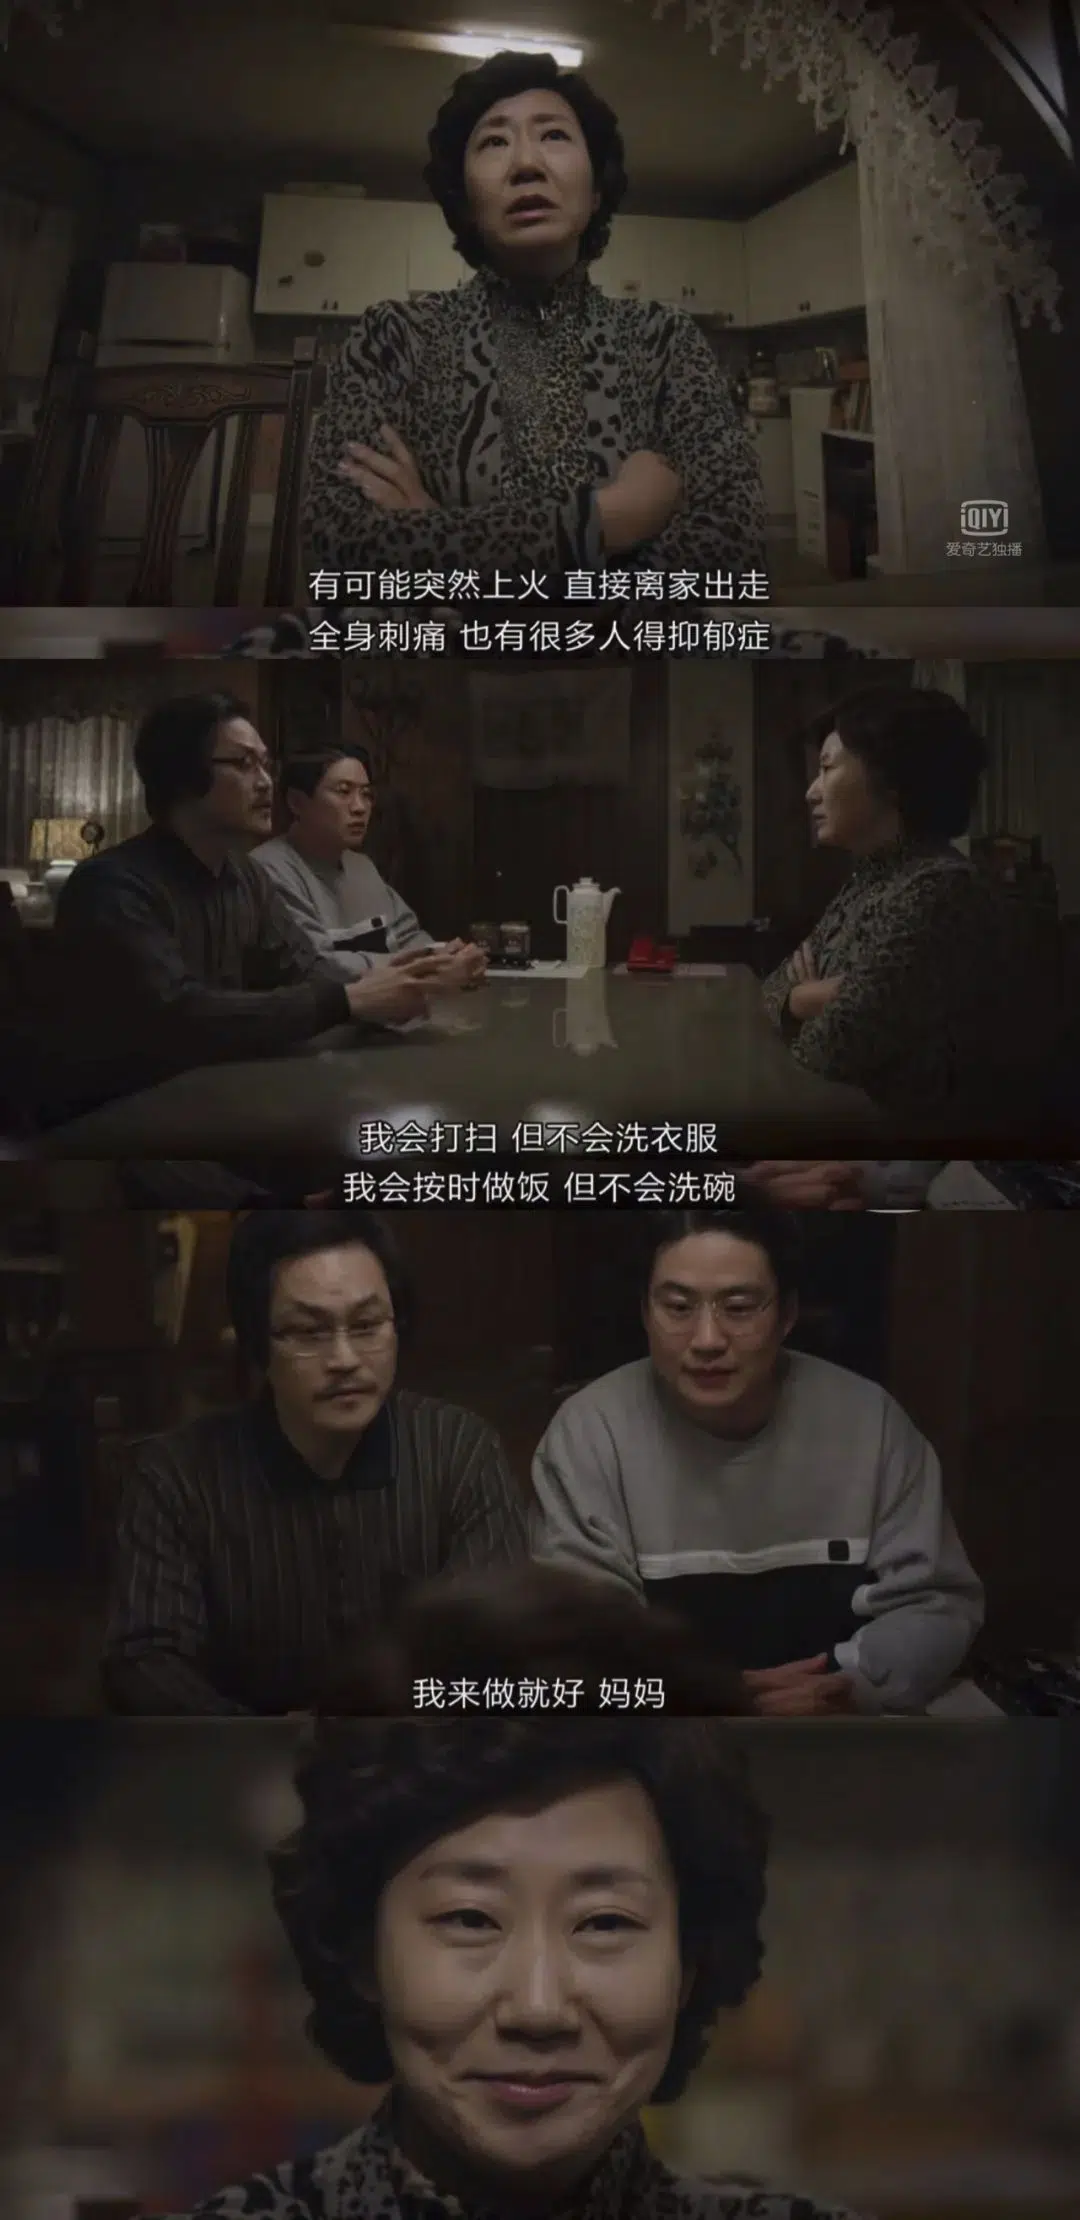 iQIYI
爱奇艺独播
有可能突然上火 直接离家出走
全身刺痛 也有很多人得抑郁症
我会打扫 但不会洗衣服
我会按时做饭 但不会洗碗
我来做就好 妈妈